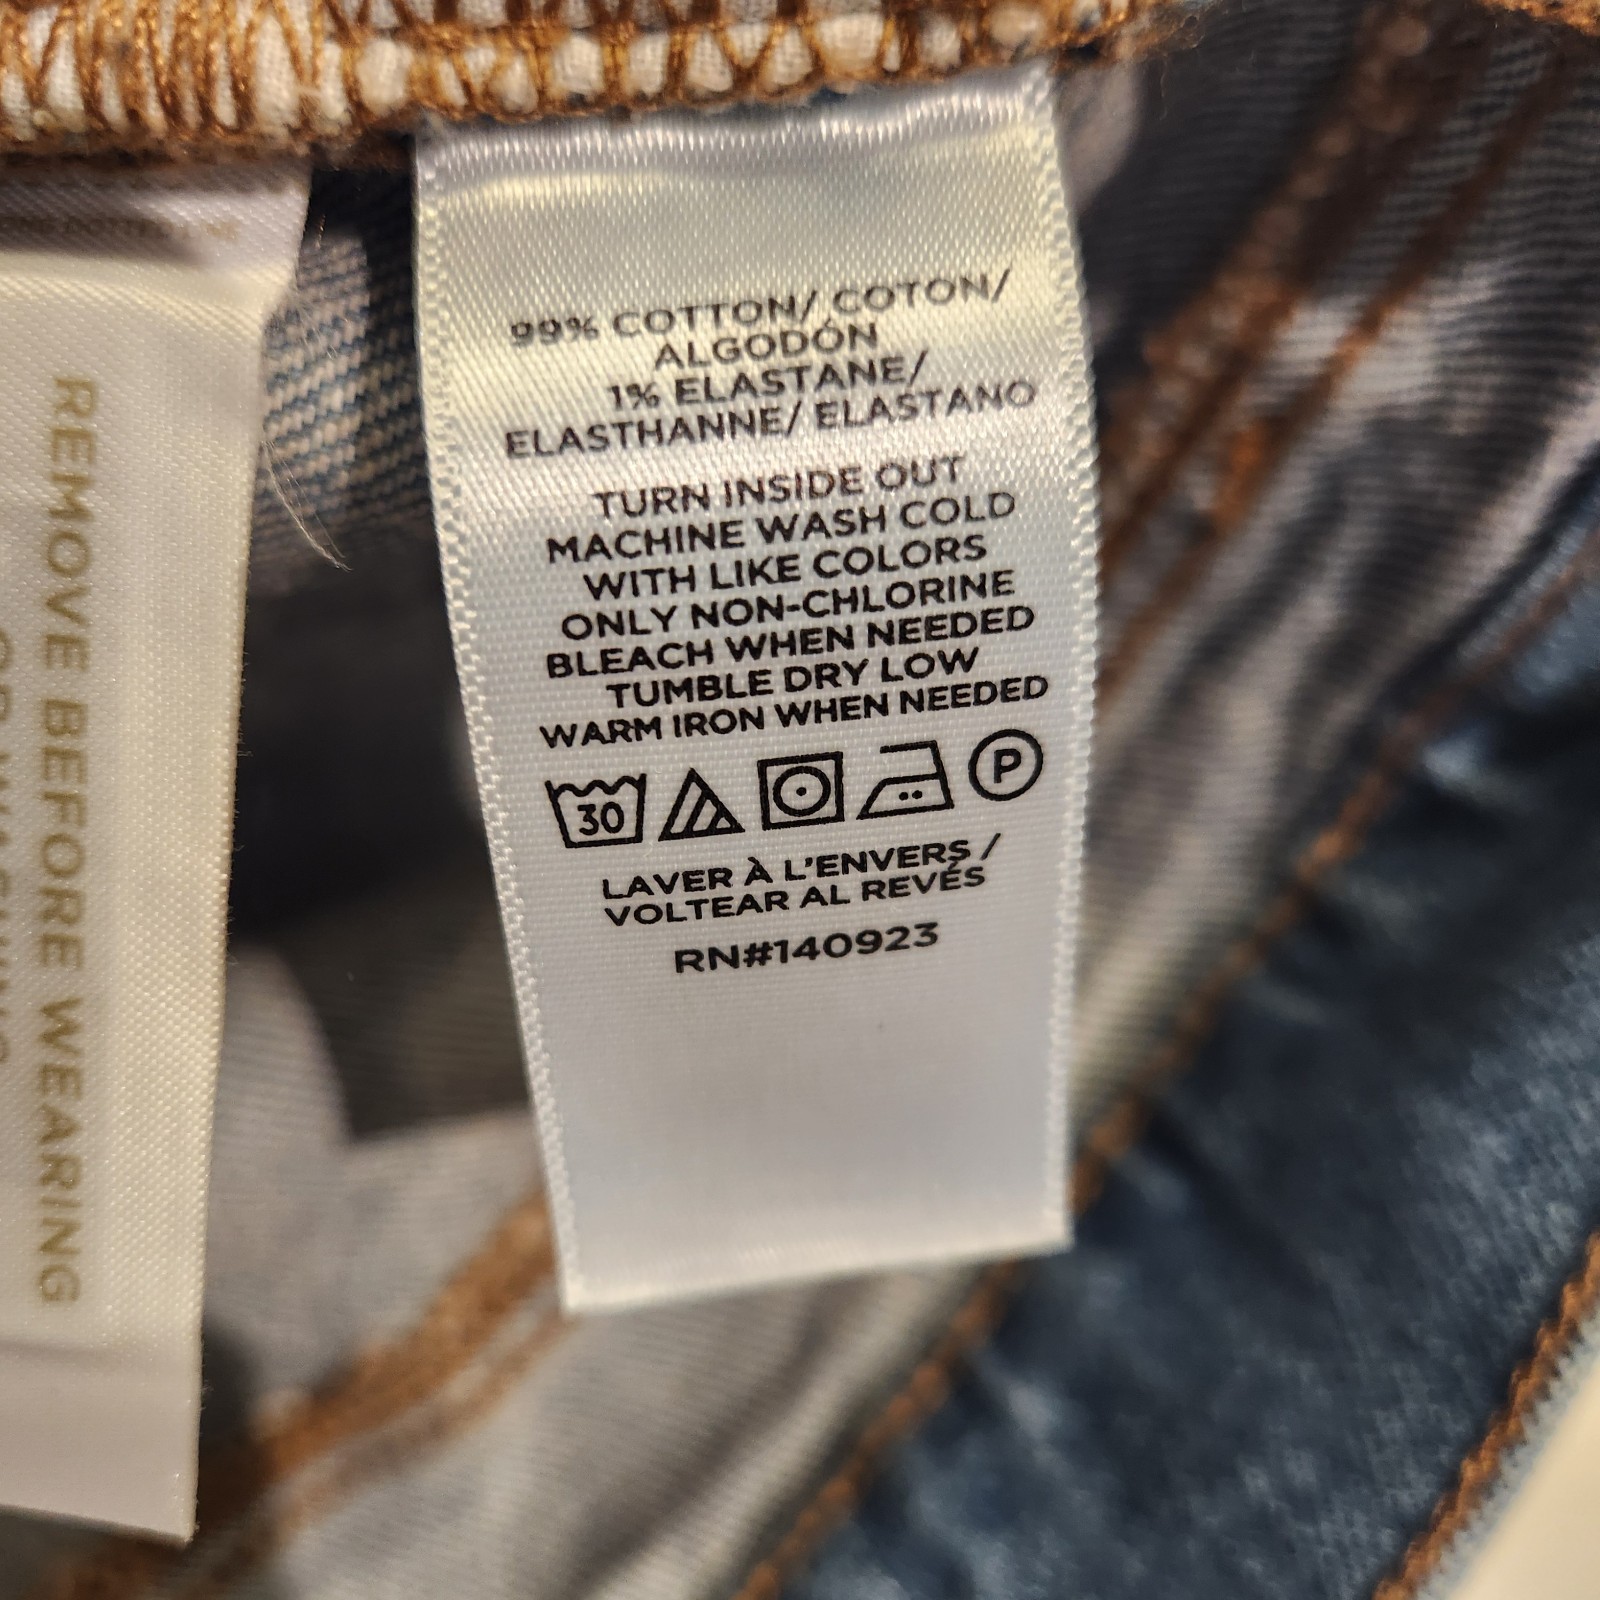 99% COTTON/ COTON/
ALGODÓN
1% ELASTANE/
ELASTHANNE/ ELASTANO
TURN INSIDE OUT
MACHINE WASH COLD
WITH LIKE COLORS
ONLY NON-CHLORINE
BLEACH WHEN NEEDED
TUMBLE DRY LOW
WARM IRON WHEN NEEDED
30 P
LAVER À L'ENVERS /
VOLTEAR AL REVÉS
RN#140923
REMOVE BEFORE WEARING
OR WASHING